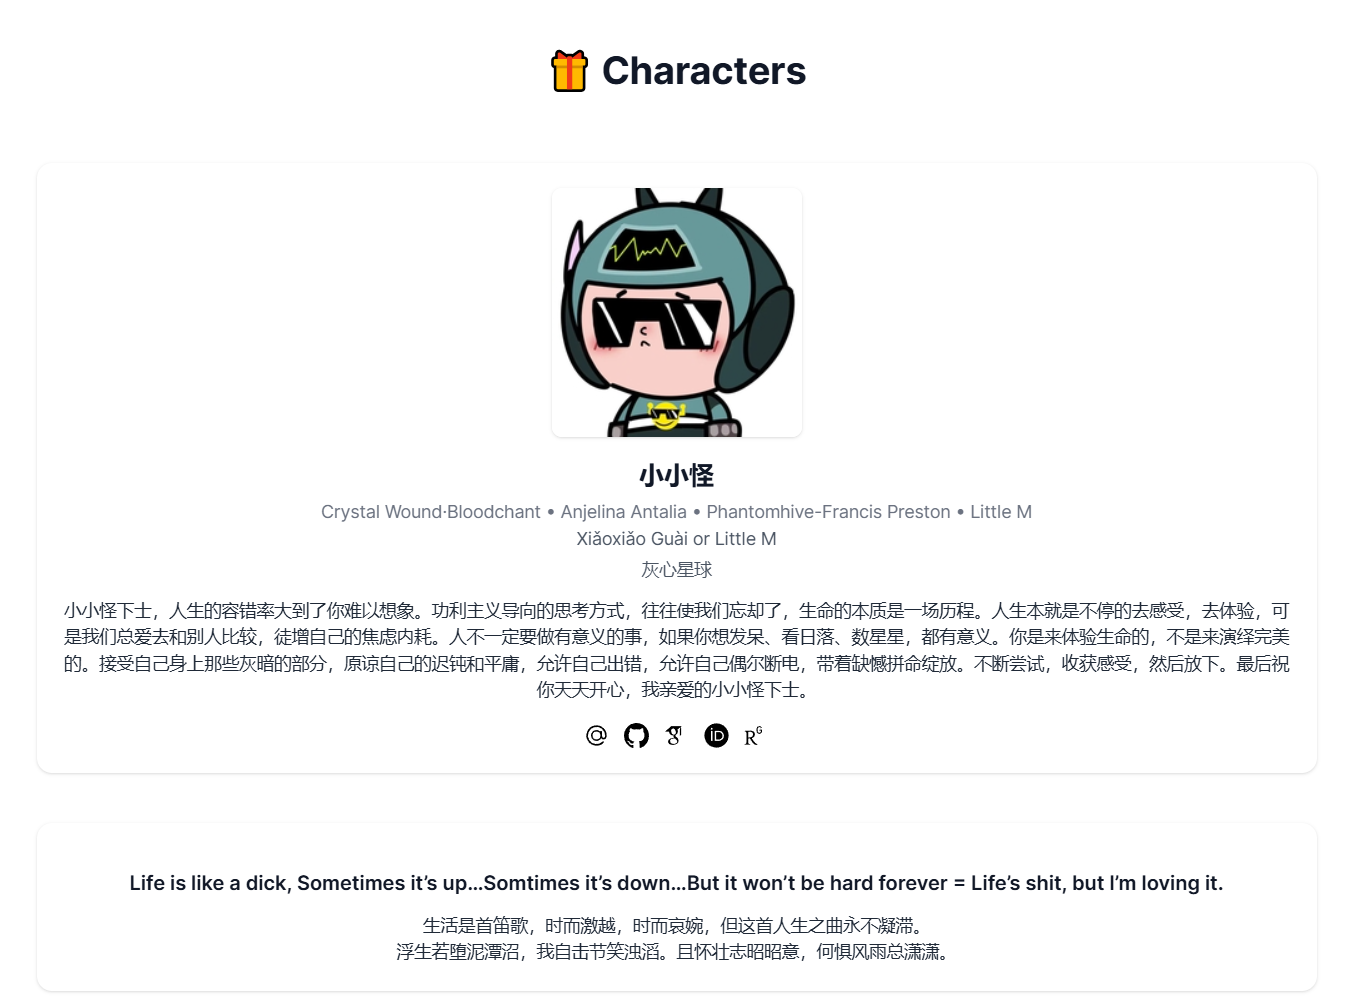 Characters
小小怪
Crystal Wound·Bloodchant • Anjelina Antalia • Phantomhive-Francis Preston • Little M
Xiǎoxiǎo Guài or Little M
灰心星球
小小怪下士，人生的容错率大到了你难以想象。功利主义导向的思考方式，往往使我们忘却了，生命的本质是一场历程。人生本就是不停的去感受，去体验，可
是我们总爱去和别人比较，徒增自己的焦虑内耗。人不一定要做有意义的事，如果你想发呆、看日落、数星星，都有意义。你是来体验生命的，不是来演绎完美
的。接受自己身上那些灰暗的部分，原谅自己的迟钝和平庸，允许自己出错，允许自己偶尔断电，带着缺憾拼命绽放。不断尝试，收获感受，然后放下。最后祝
你天天开心，我亲爱的小小怪下士。
iD
RG
Life is like a dick, Sometimes it’s up…Somtimes it’s down…But it won’t be hard forever = Life’s shit, but I’m loving it.
生活是首笛歌，时而激越，时而哀婉，但这首人生之曲永不凝滞。
浮生若堕泥潭沼，我自击节笑浊滔。且怀壮志昭昭意，何惧风雨总潇潇。